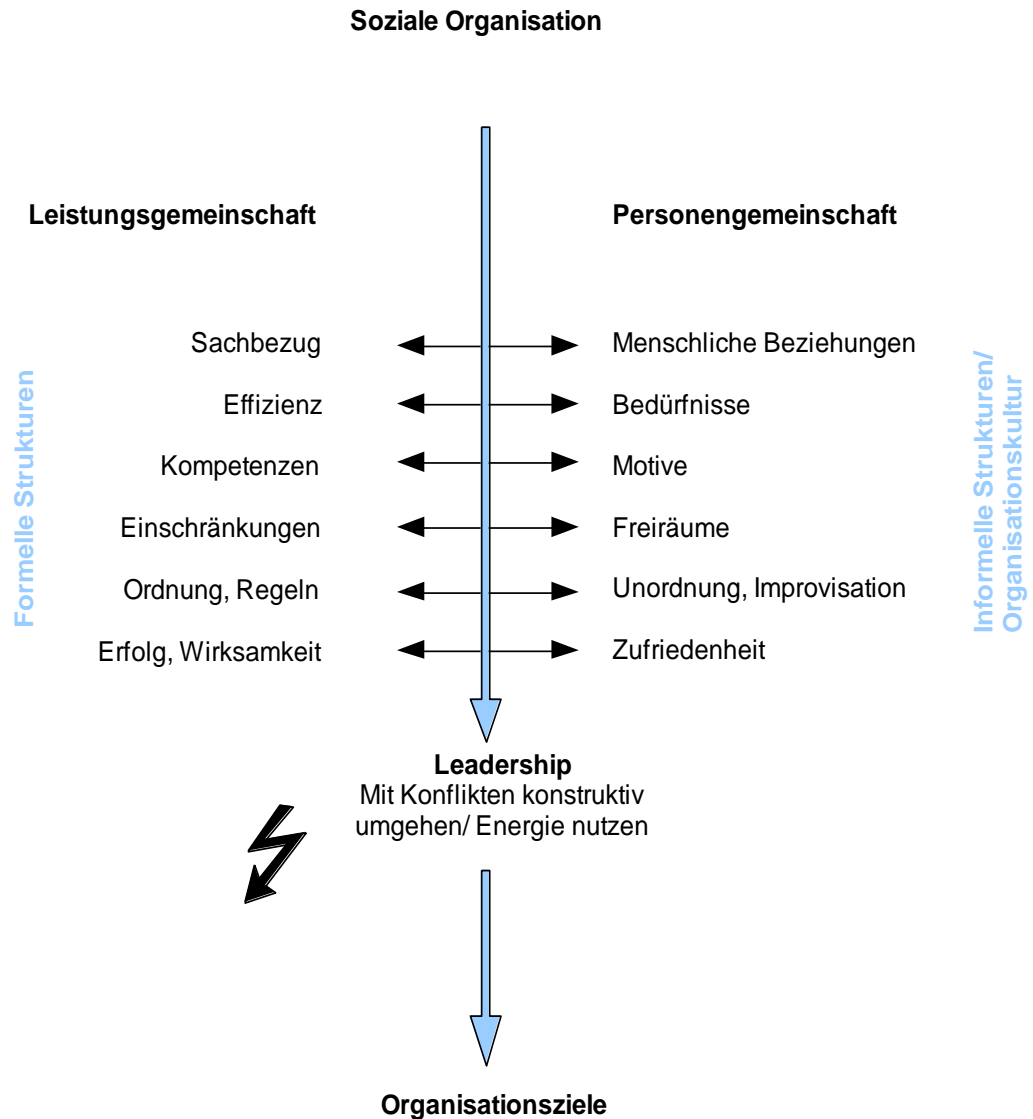 Soziale Organisation
Leistungsgemeinschaft
Personengemeinschaft
Formelle Strukturen
Sachbezug
Menschliche Beziehungen
Effizienz
Bedürfnisse
Kompetenzen
Motive
Einschränkungen
Freiräume
Ordnung, Regeln
Unordnung, Improvisation
Erfolg, Wirksamkeit
Zufriedenheit
Informelle Strukturen/
Organisationskultur
Leadership
Mit Konflikten konstruktiv
umgehen/ Energie nutzen
Organisationsziele